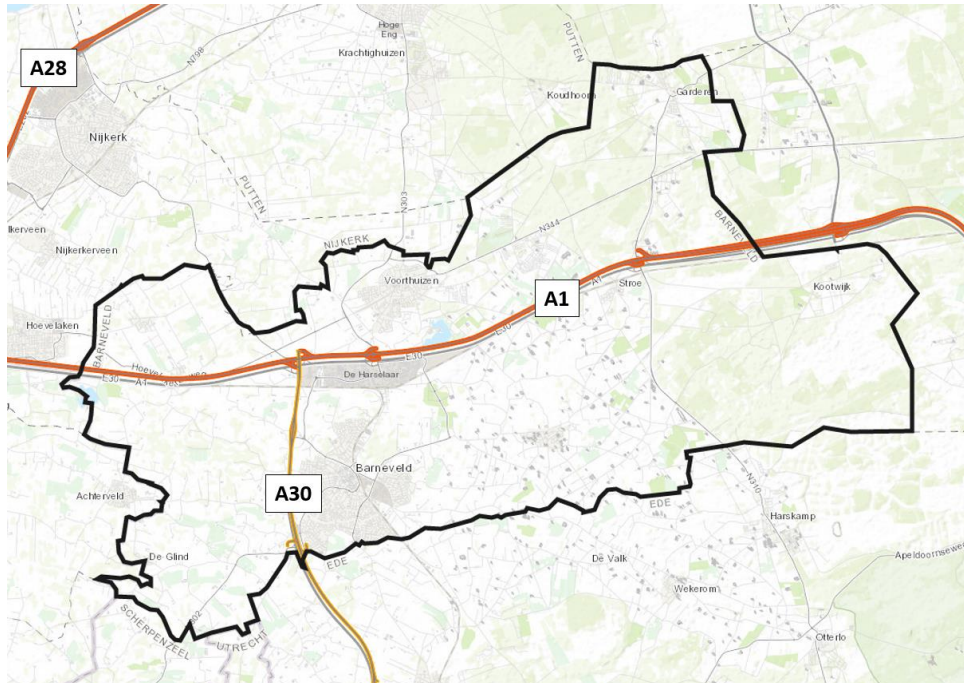 Hoge
Eng
Krachtighuizen
N798
A28
PUTTEN
Koudhoorn
Garderen
Nijkerk
PUTTEN
N303
N344
BARNEVELD
NIJKERK
Nijkerkerveen
Voorthuizen
Stroe
Kootwijk
A1
A1
Hoevelaken
BARNEVELD
E30
E30
E30
A1
De Harselaar
Barneveld
A30
N310
EDE
Achterveld
Harskamp
De Glind
EDE
De Valk
Apeldoornseweg
Wekerom
SCHERPENZEEL
UTRECHT
Otterlo